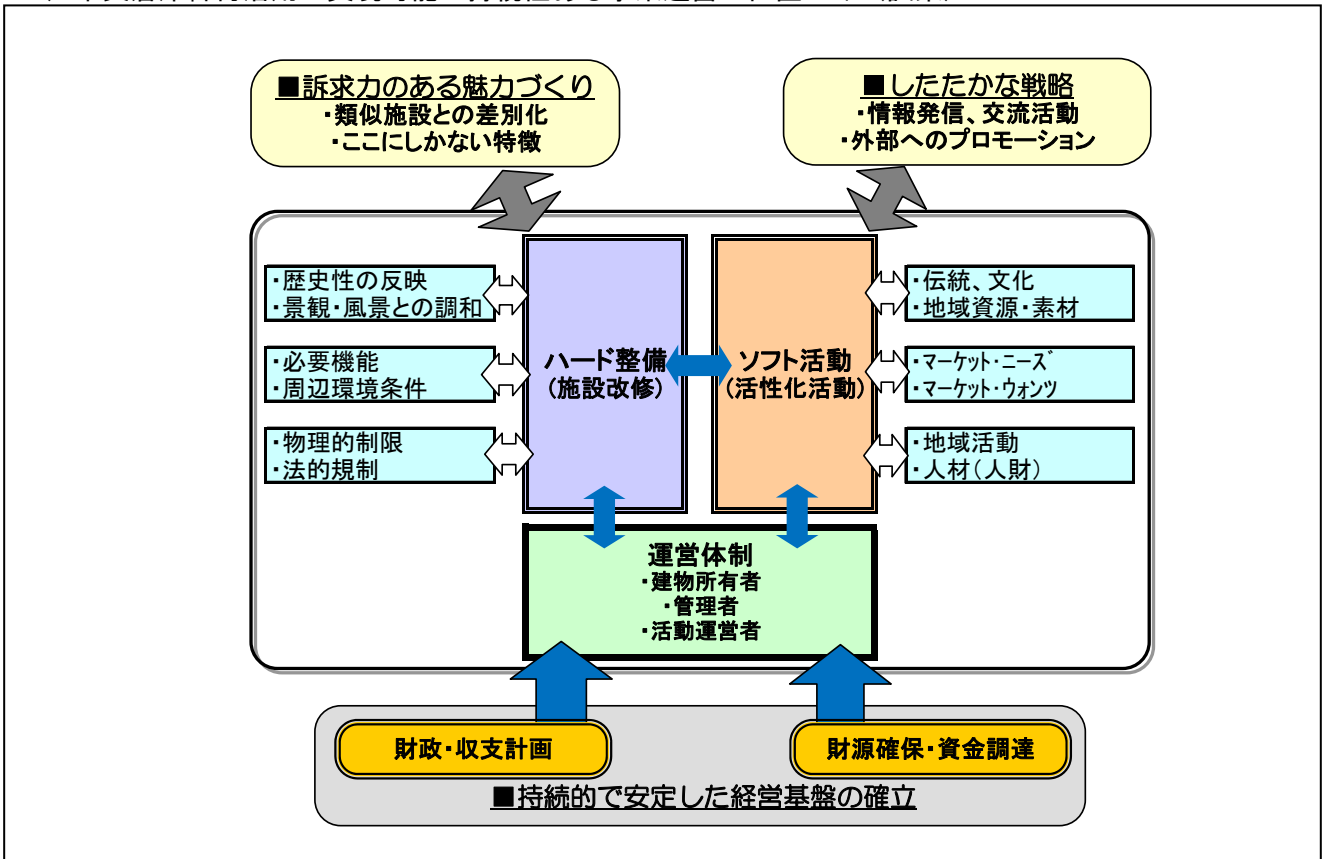 ■訴求力のある魅力づくり
・類似施設との差別化
・ここにしかない特徴
■したたかな戦略
・情報発信、交流活動
・外部へのプロモーション
・歴史性の反映
・景観・風景との調和
・必要機能
・周辺環境条件
・物理的制限
・法的規制
ハード整備
(施設改修)
ソフト活動
(活性化活動)
・伝統、文化
・地域資源・素材
・マーケット・ニーズ
・マーケット・ウォンツ
・地域活動
・人材(人財)
運営体制
・建物所有者
・管理者
・活動運営者
財政・収支計画
財源確保・資金調達
■持続的で安定した経営基盤の確立